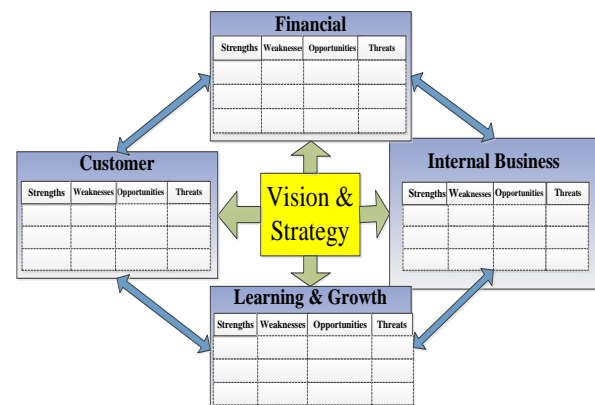 Financial
Strengths Weaknesses Opportunities Threats
Customer
Strengths Weaknesses Opportunities Threats
Vision &
Strategy
Internal Business
Strengths Weaknesses Opportunities Threats
Learning & Growth
Strengths Weaknesses Opportunities Threats